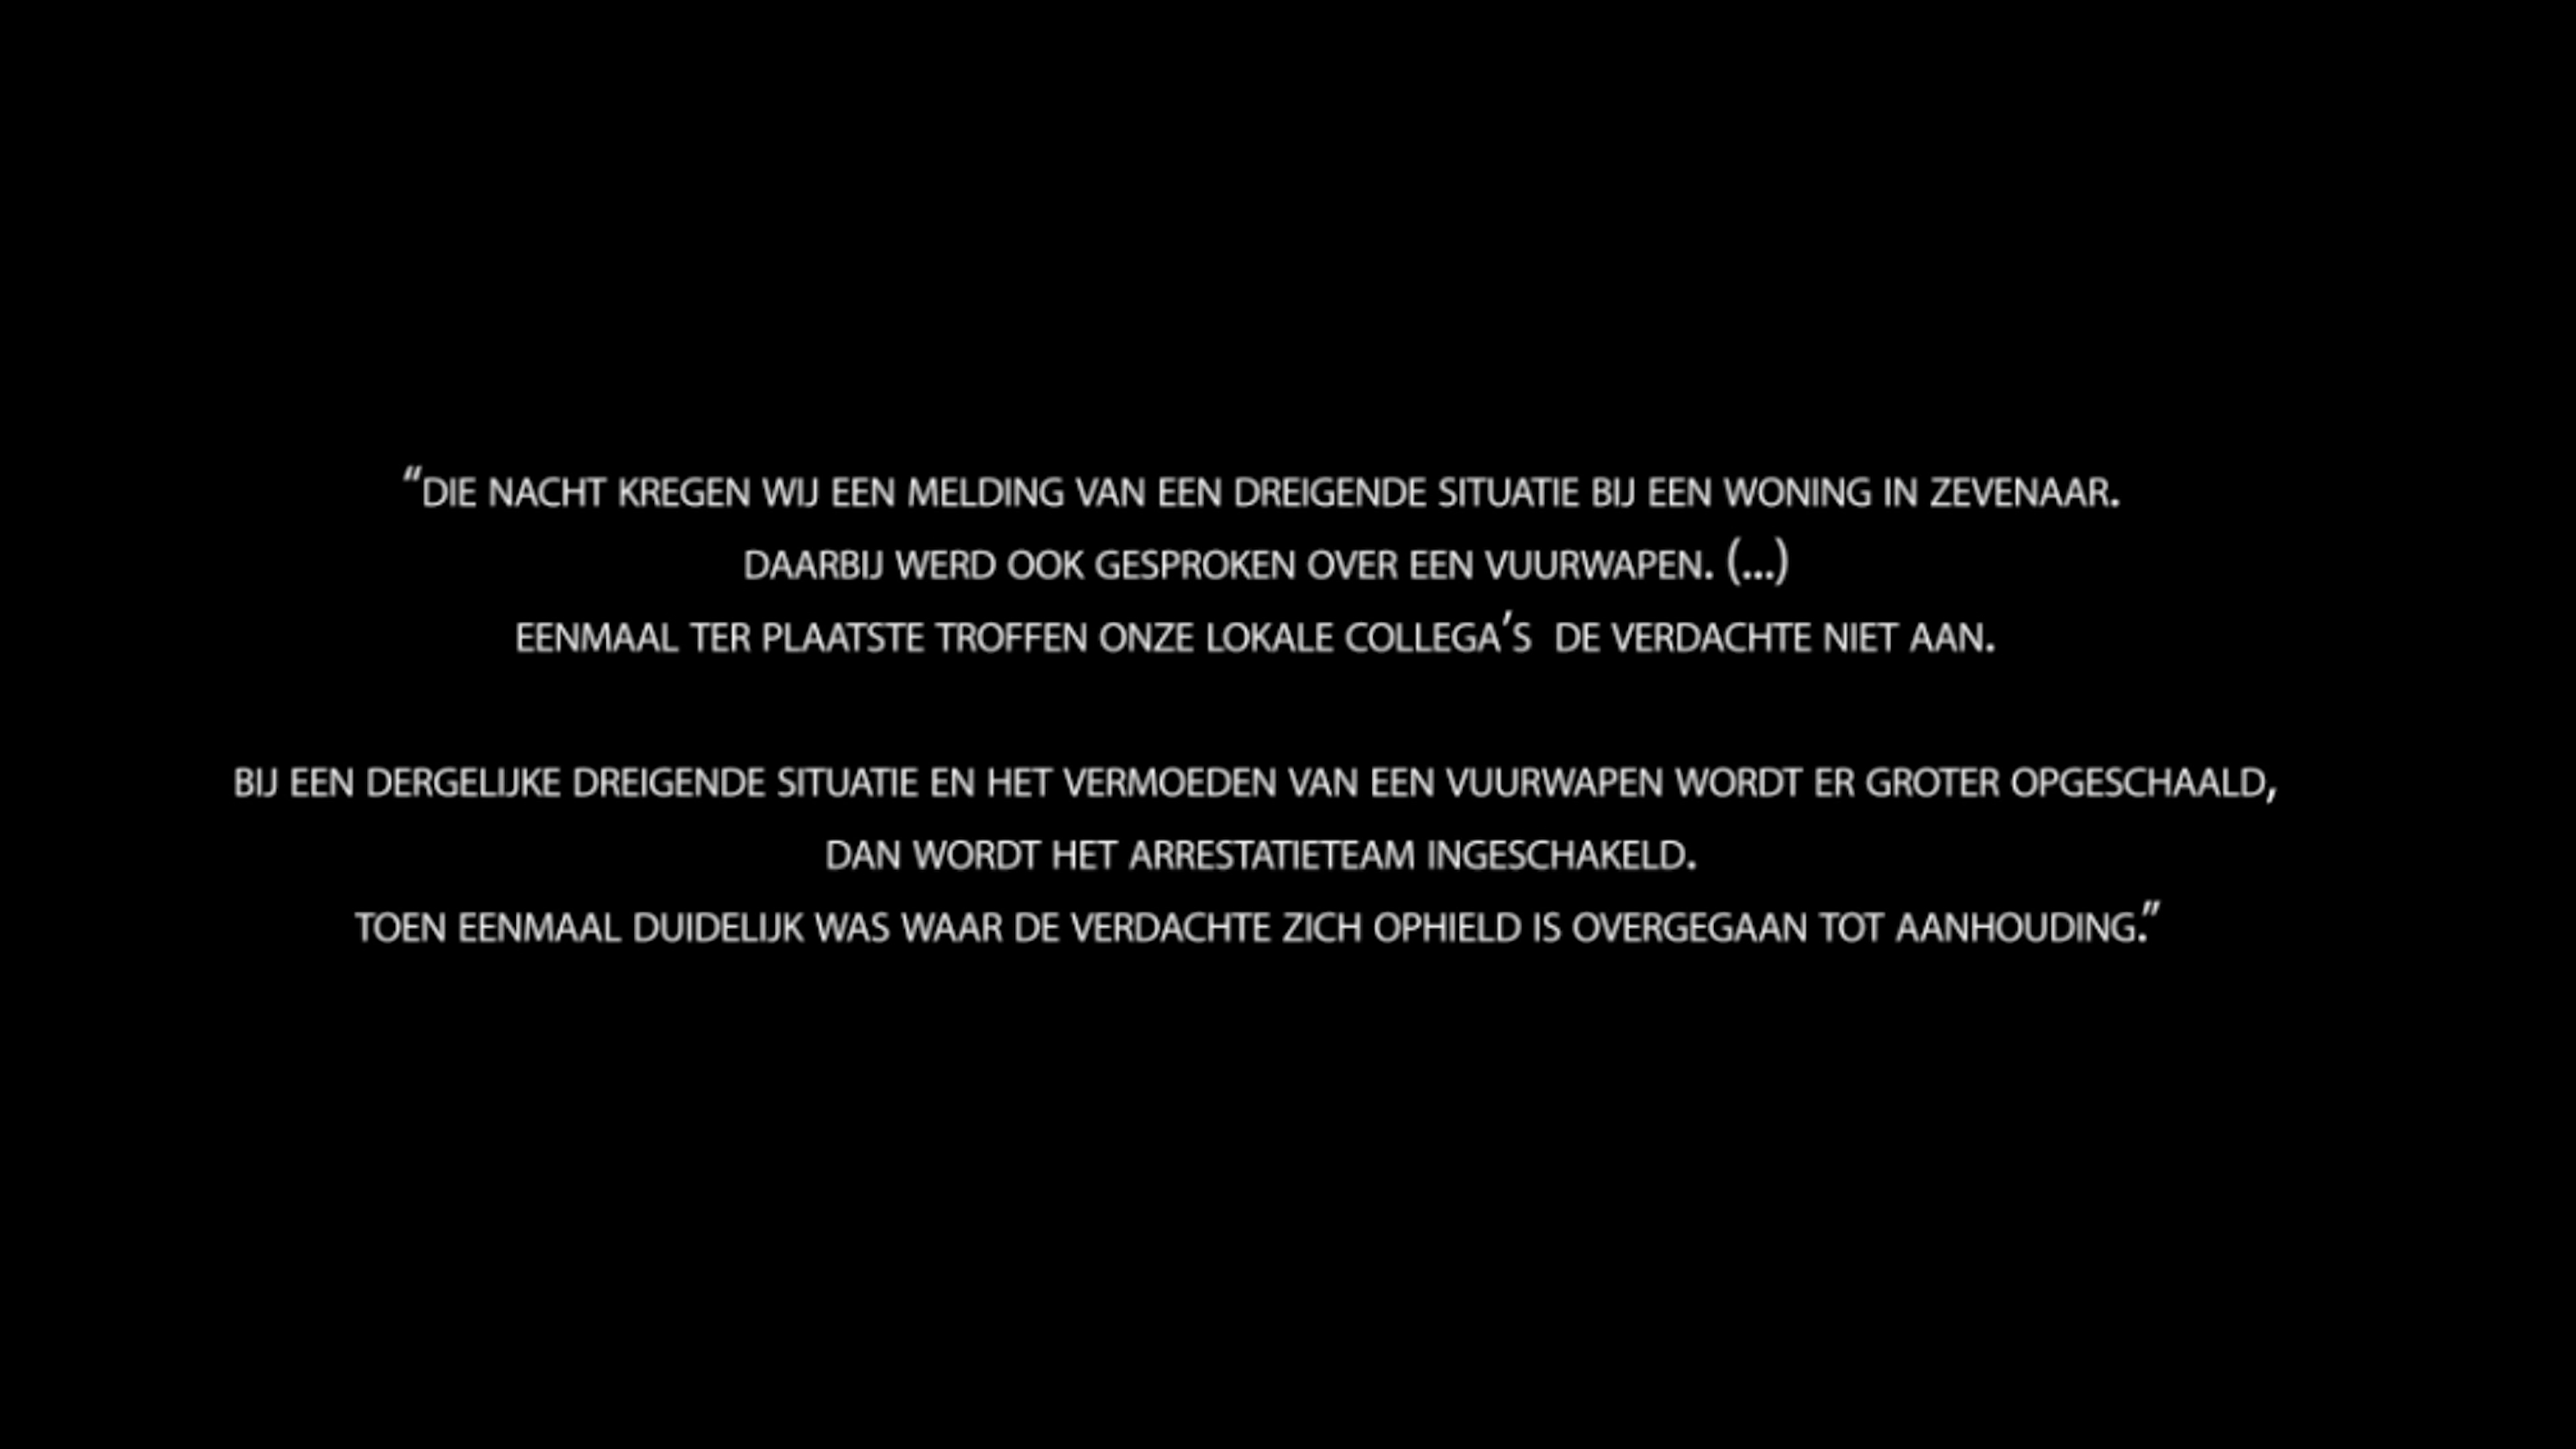 “DIE NACHT KREGEN WIJ EEN MELDING VAN EEN DREIGENDE SITUATIE BIJ EEN WONING IN ZEVENAAR.
DAARBIJ WERD OOK GESPROKEN OVER EEN VUURWAPEN. (...)
EENMAAL TER PLAATSTE TROFFEN ONZE LOKALE COLLEGA’S  DE VERDACHTE NIET AAN.
BIJ EEN DERGELIJKE DREIGENDE SITUATIE EN HET VERMOEDEN VAN EEN VUURWAPEN WORDT ER GROTER OPGESCHAALD,
DAN WORDT HET ARRESTATIETEAM INGESCHAKELD.
TOEN EENMAAL DUIDELIJK WAS WAAR DE VERDACHTE ZICH OPHIELD IS OVERGEGAAN TOT AANHOUDING.”